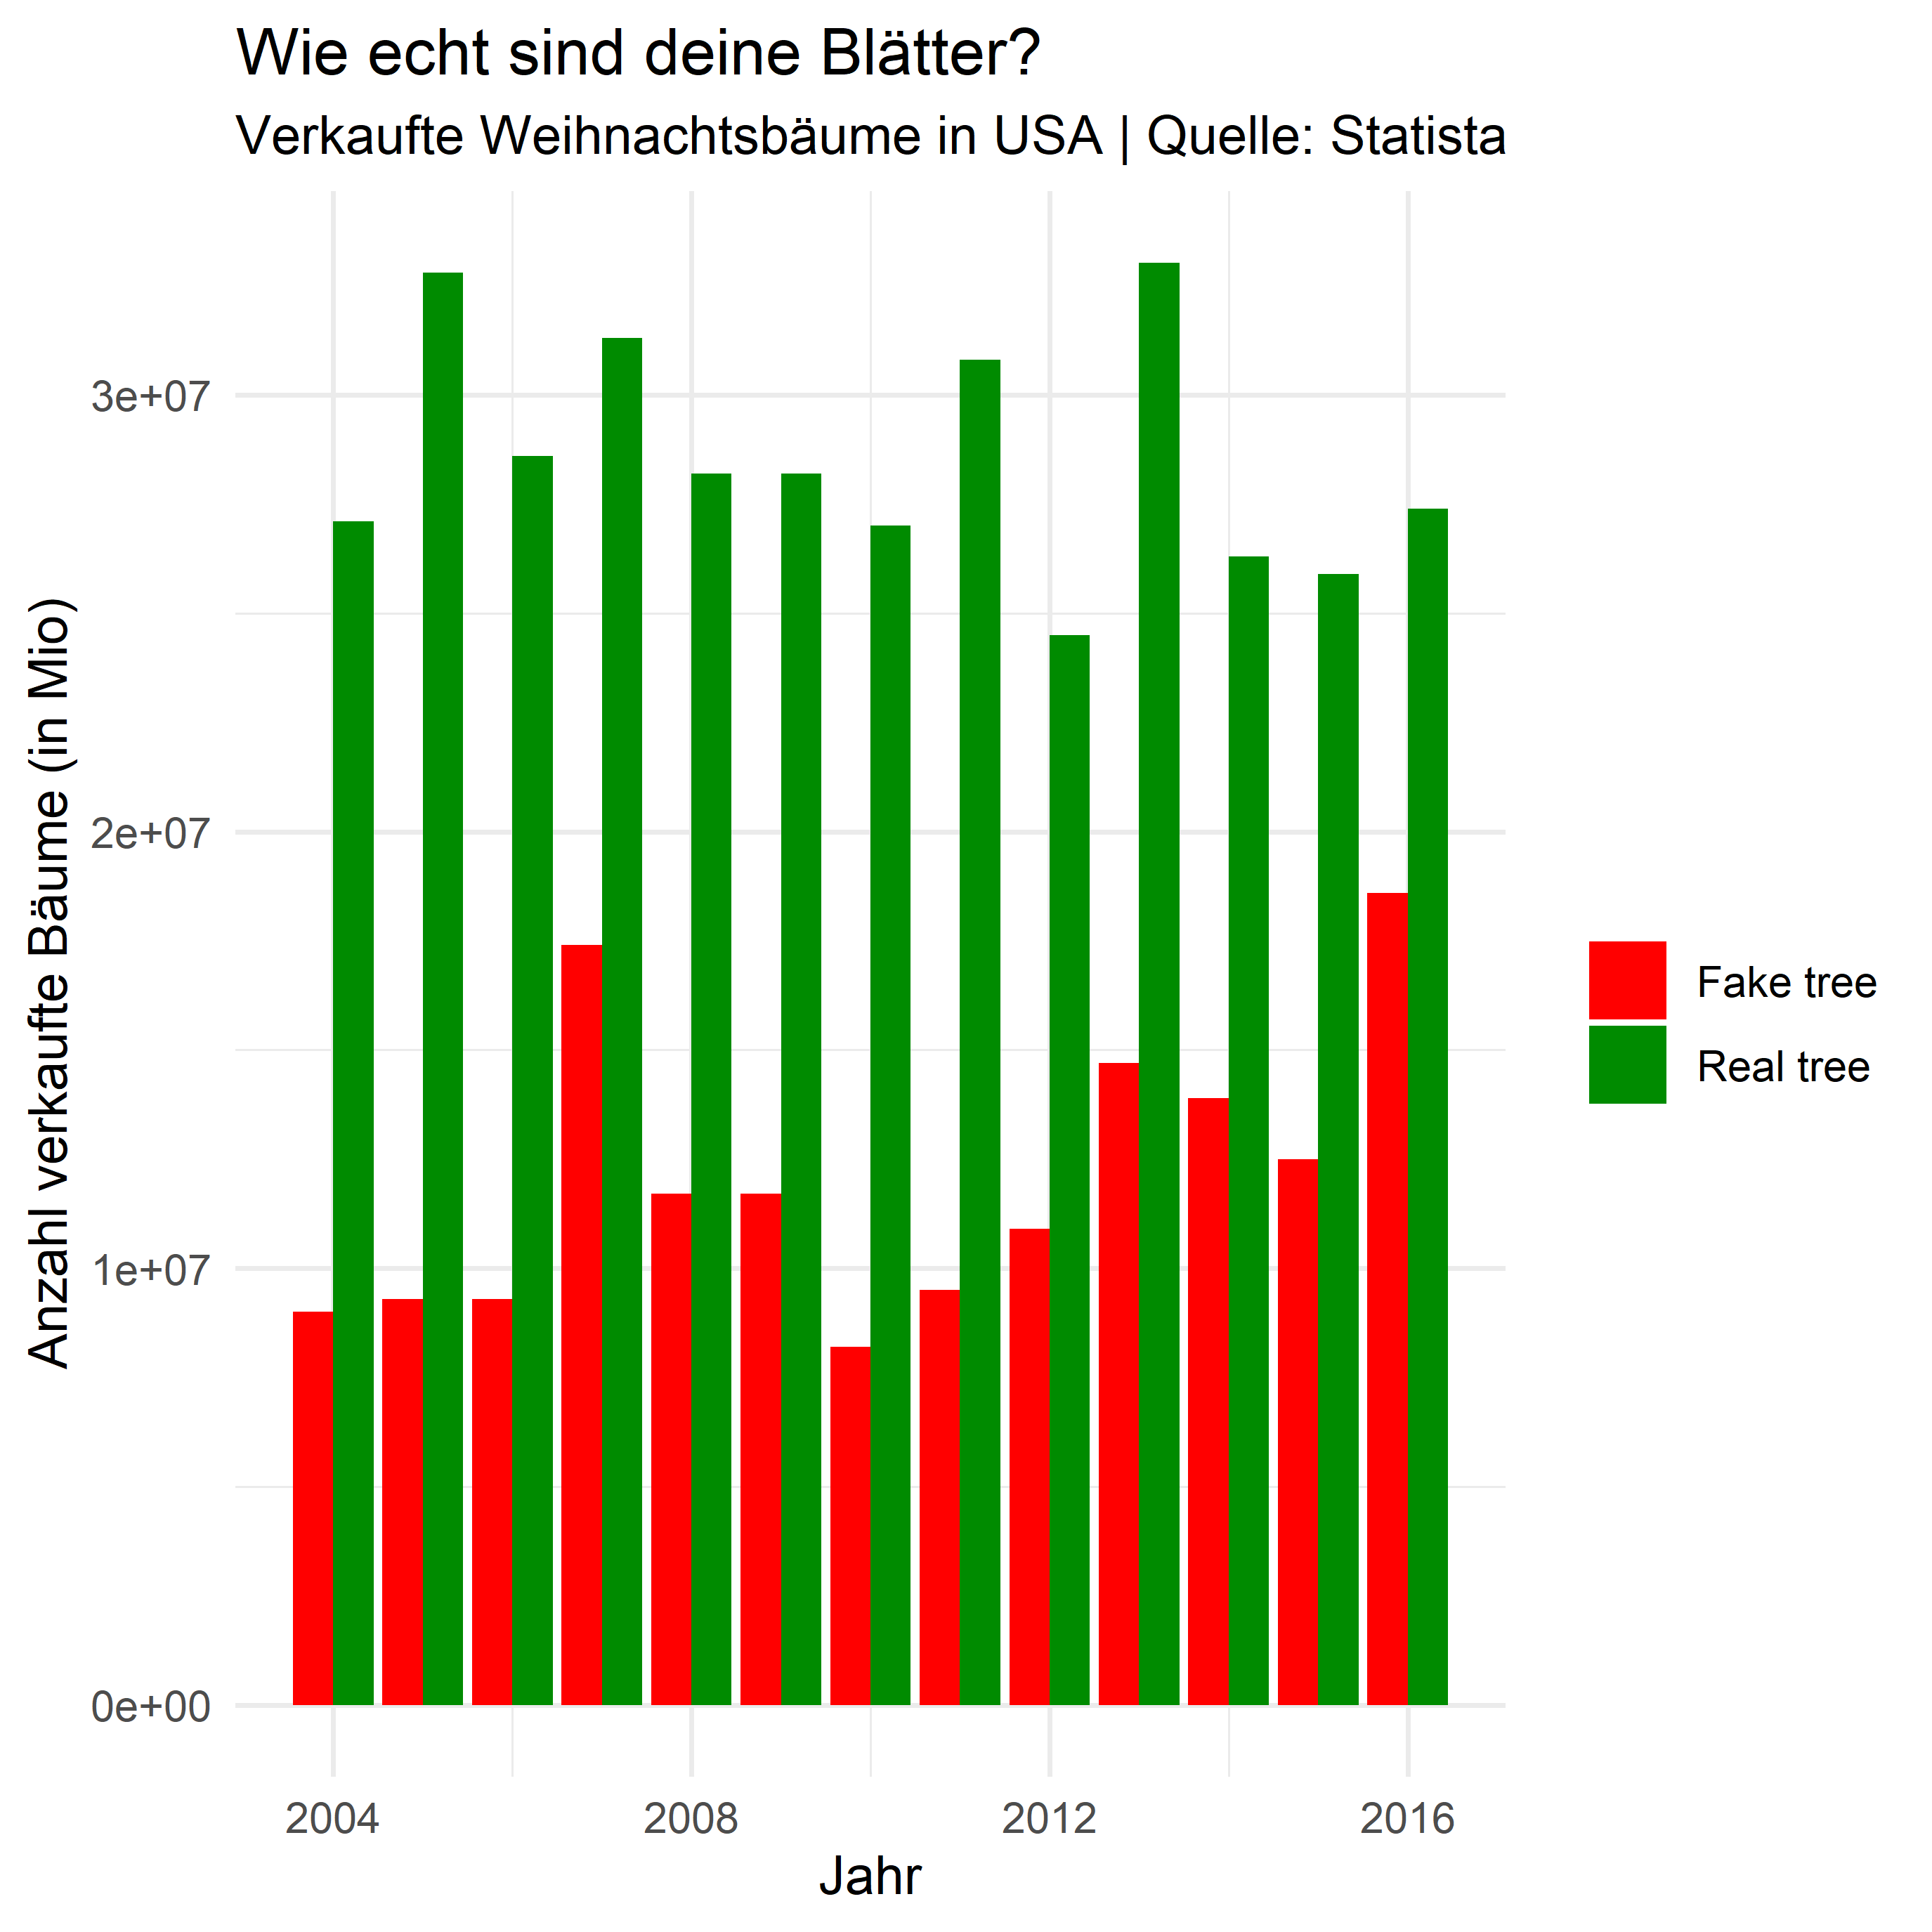 Wie echt sind deine Blätter?
Verkaufte Weihnachtsbäume in USA | Quelle: Statista
Anzahl verkaufte Bäume (in Mio)
3e+07
2e+07
1e+07
0e+00
2004 2008 2012 2016
Jahr
Fake tree
Real tree